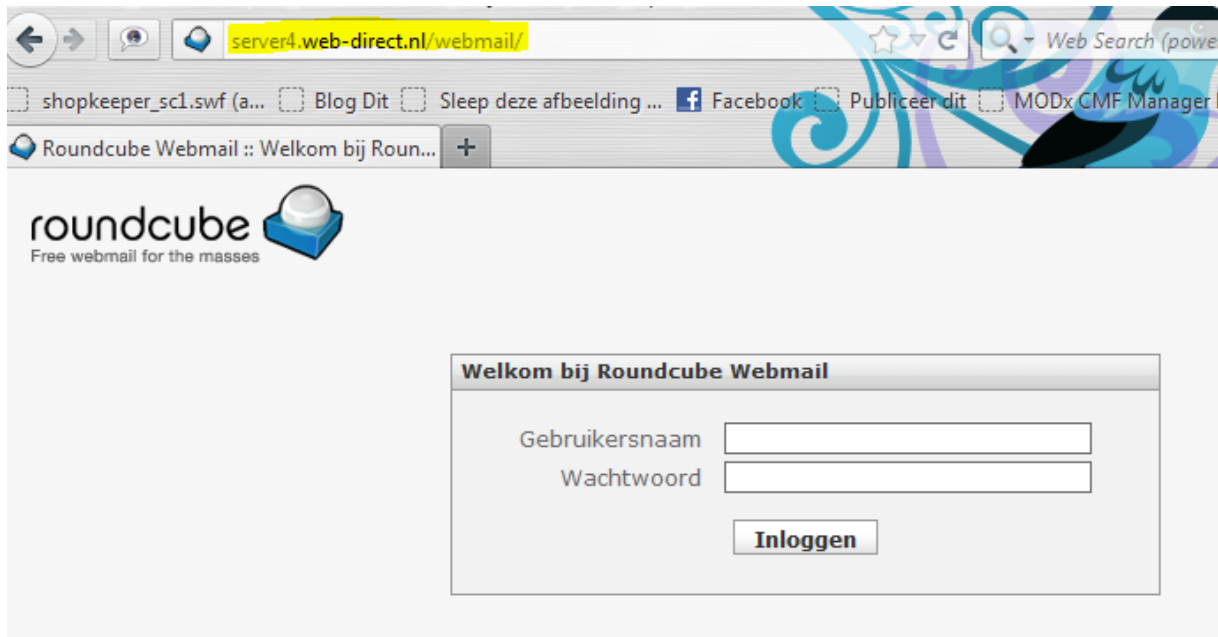 server4.web-direct.nl/webmail/
Web Search (powe
shopkeeper_sc1.swf (a... Blog Dit Sleep deze afbeelding ... Facebook Publiceer dit MODx CMF Manager
Roundcube Webmail :: Welkom bij Roun... +
roundcube
Free webmail for the masses
Welkom bij Roundcube Webmail
Gebruikersnaam
Wachtwoord
Inloggen